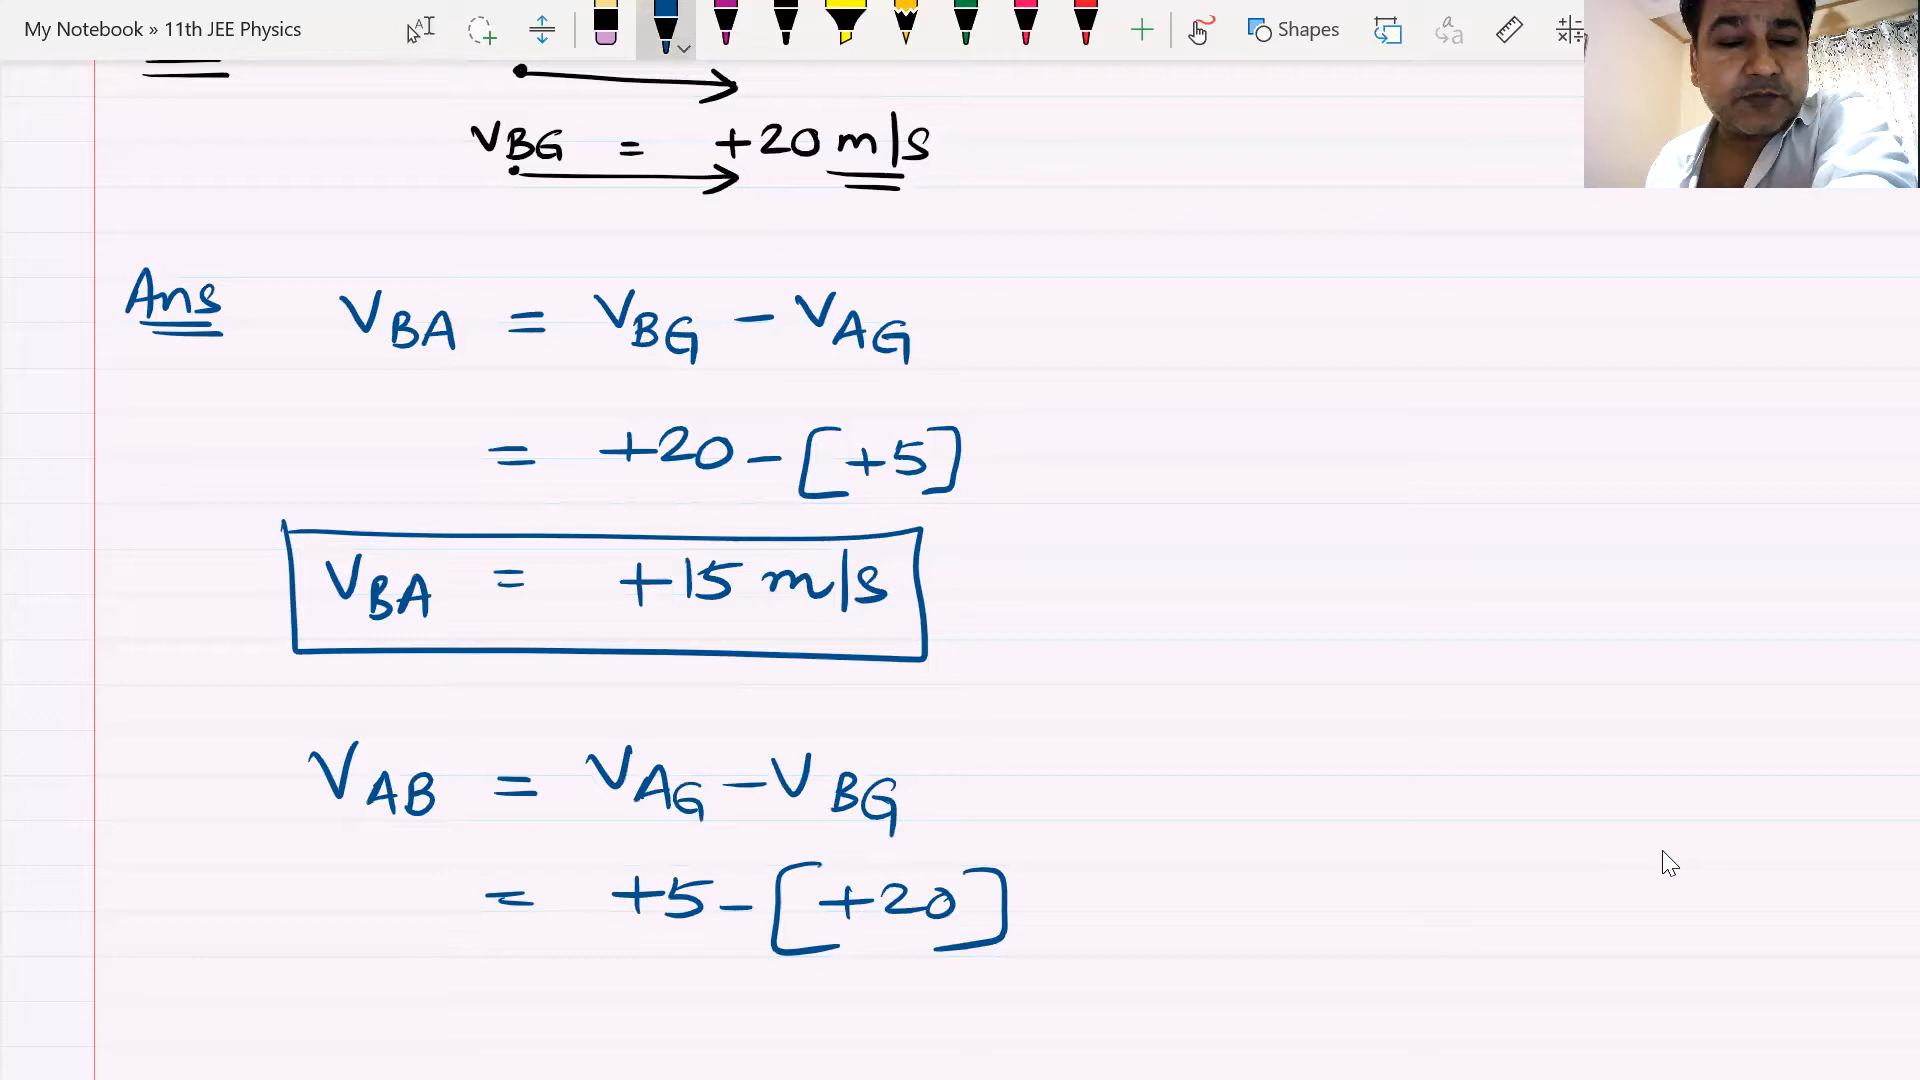 My Notebook » 11th JEE Physics
Shapes
VBG = +20 m/s
Ans VBA = VBG - VAG
= +20 - [+5]
VBA = +15 m/s
VAB = VAG - VBG
= +5 - [+20]